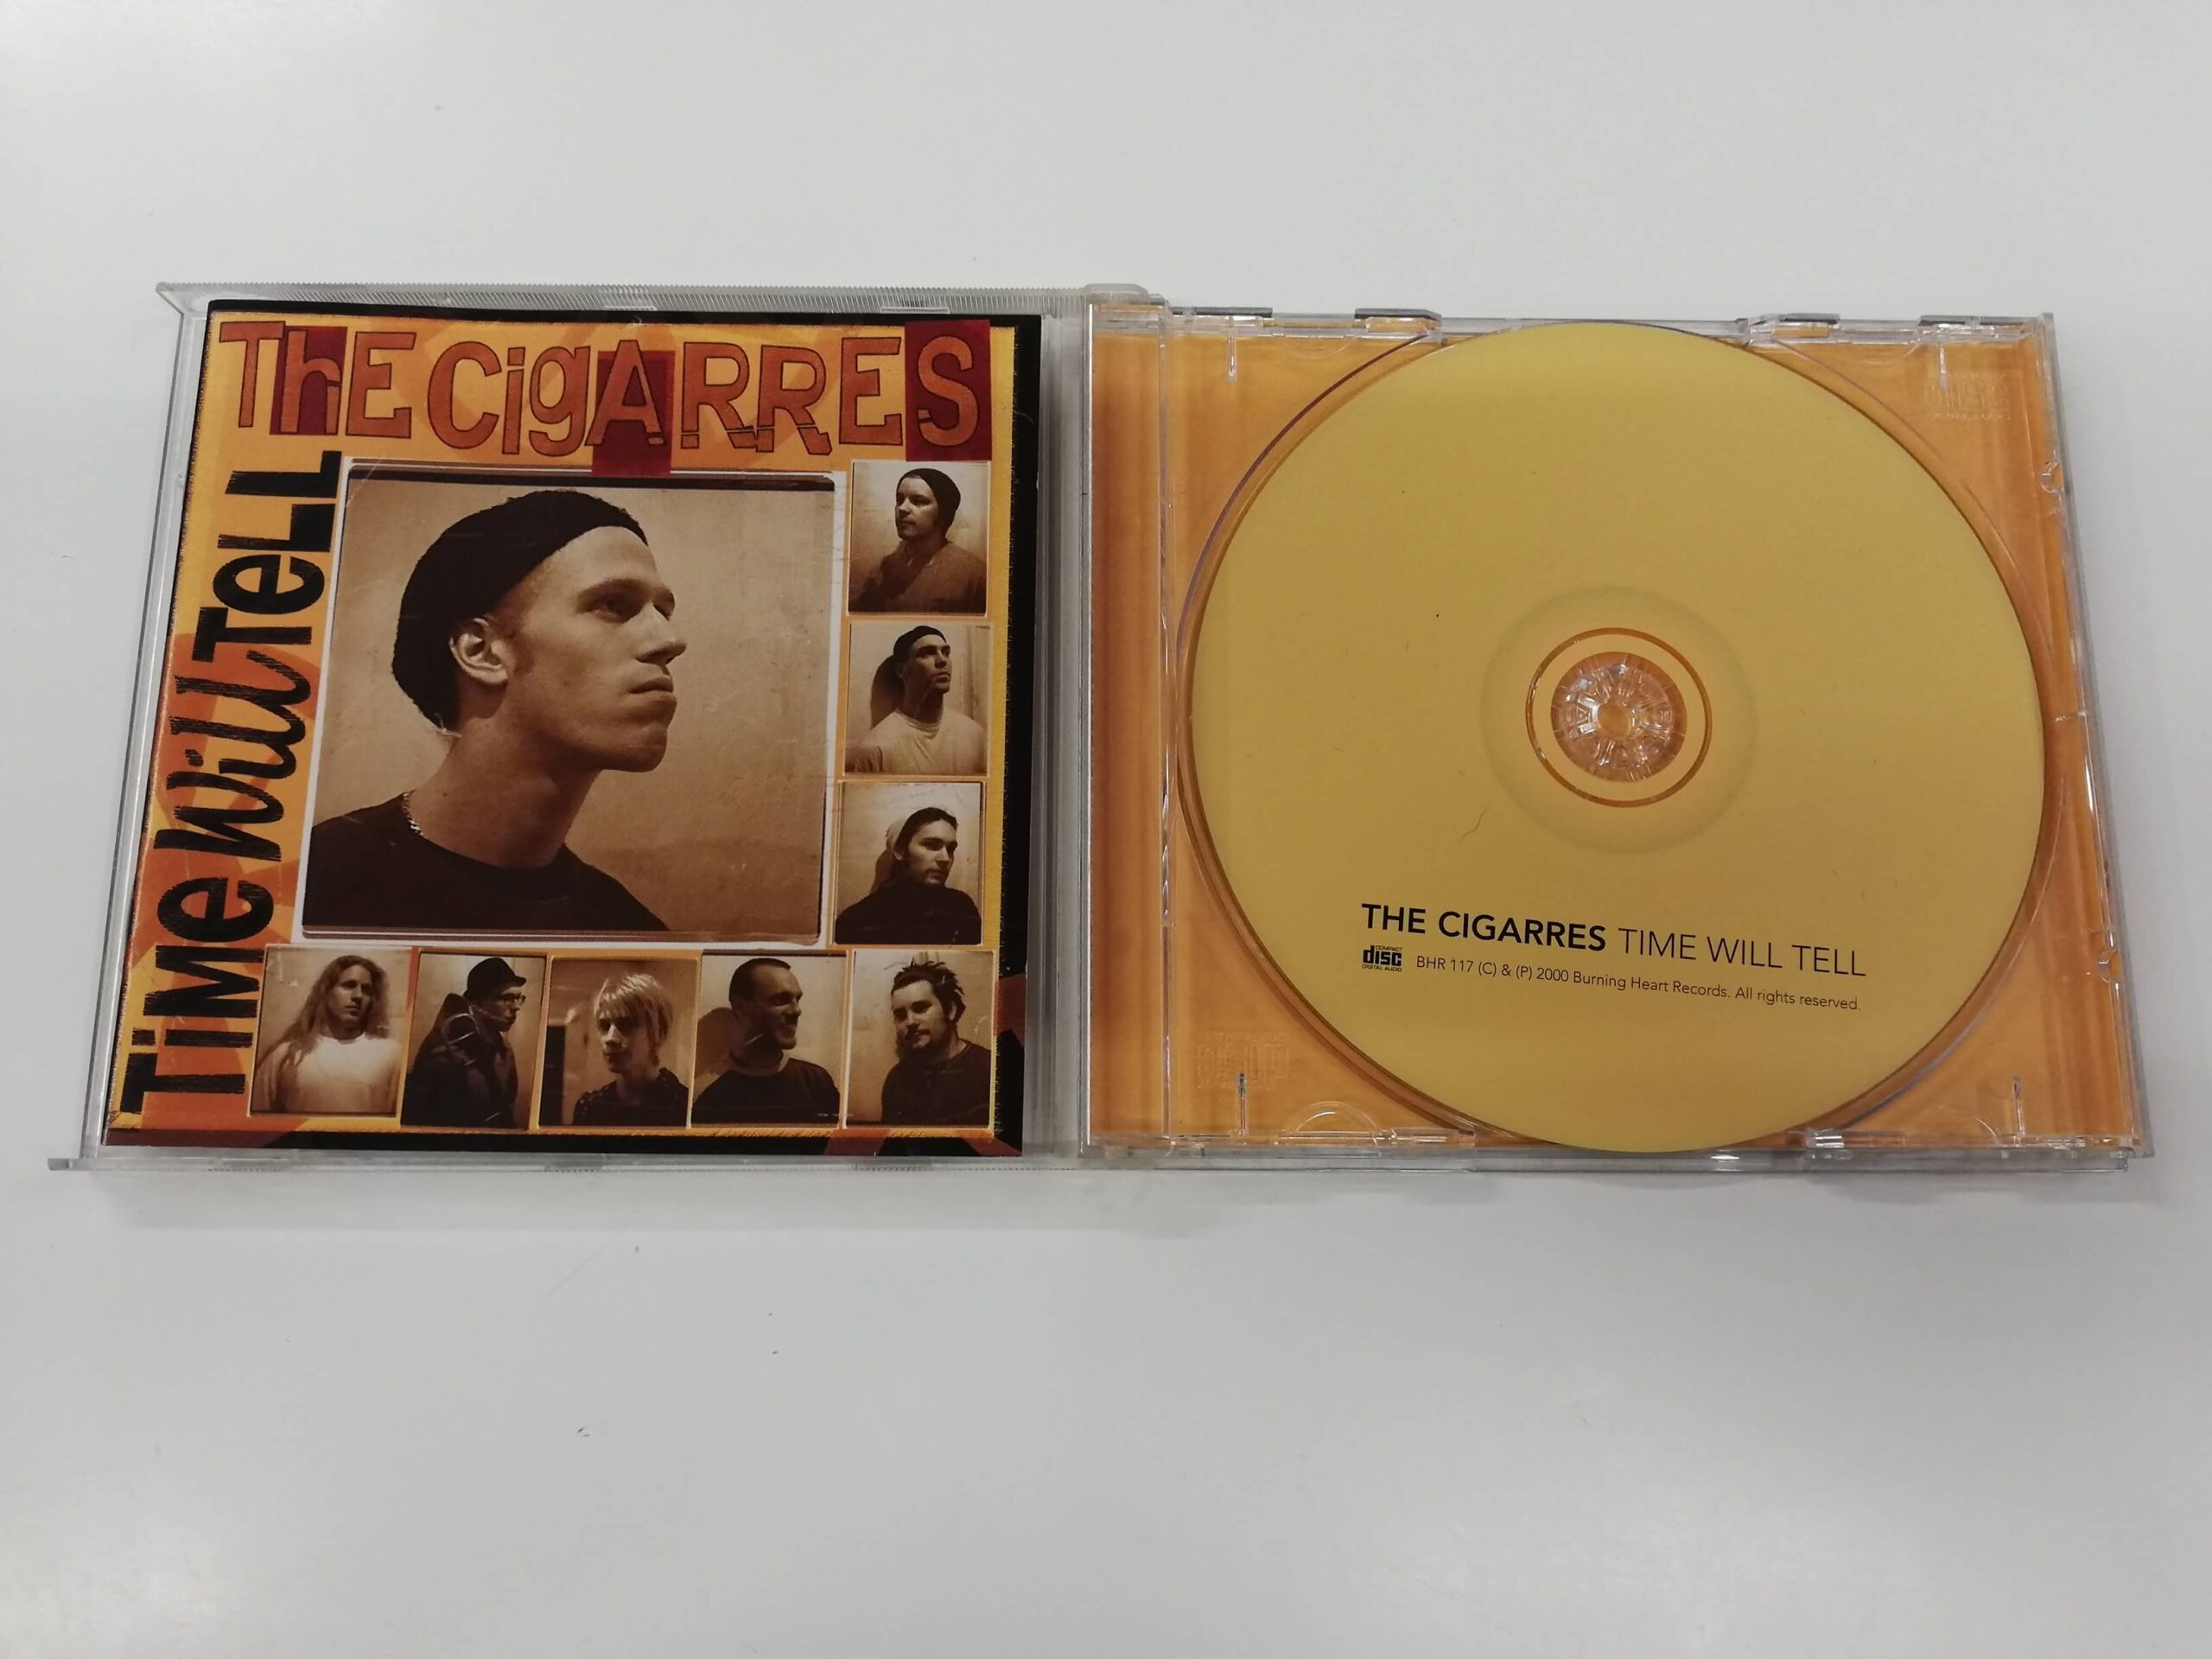 ThE CigARRES
TiMe Will TeLL
THE CIGARRES TIME WILL TELL
COMPACT
disc
DIGITAL AUDIO
BHR 117 (C) & (P) 2000 Burning Heart Records. All rights reserved.